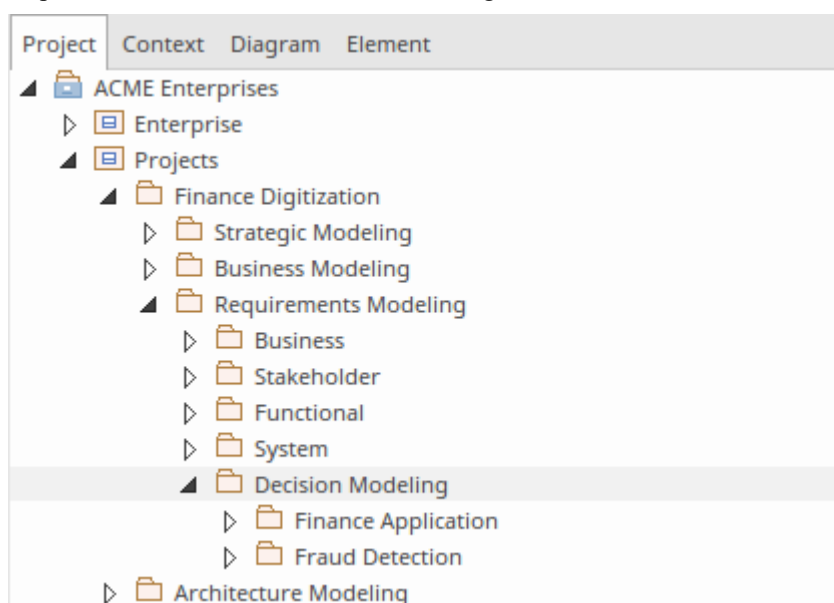 Project Context Diagram Element
ACME Enterprises
Enterprise
Projects
Finance Digitization
Strategic Modeling
Business Modeling
Requirements Modeling
Business
Stakeholder
Functional
System
Decision Modeling
Finance Application
Fraud Detection
Architecture Modeling